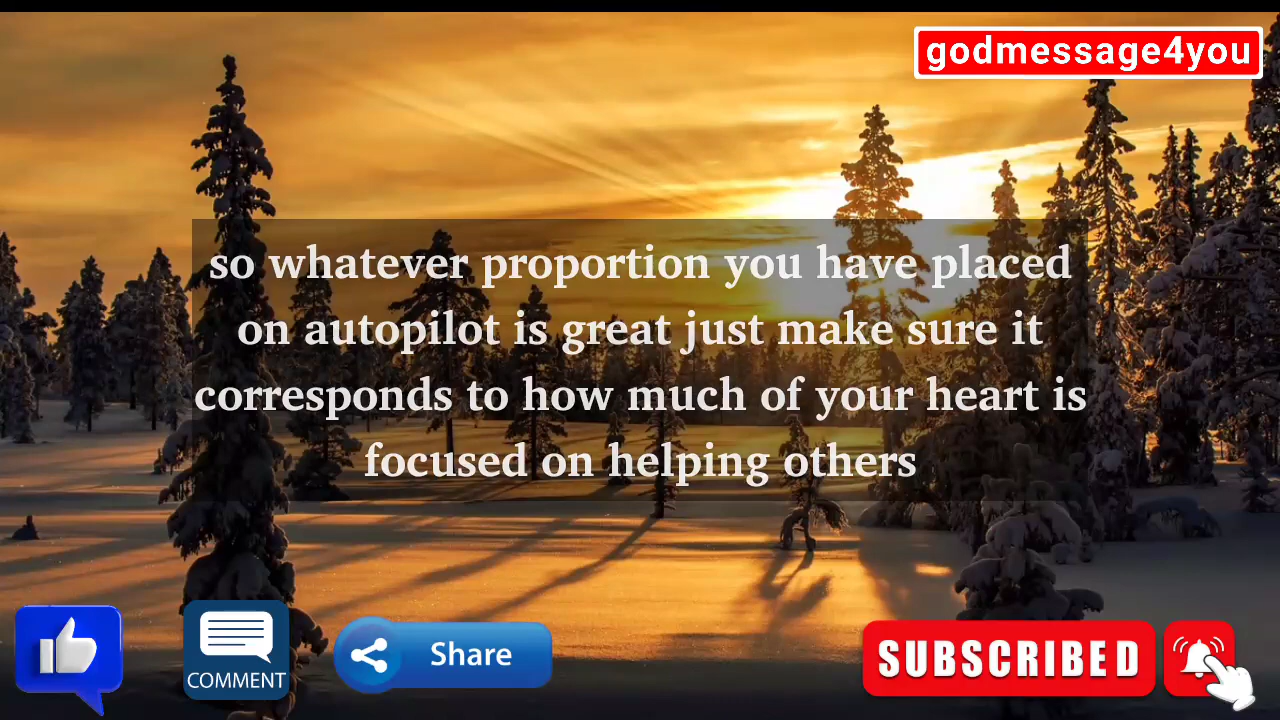 godmessage4you
so whatever proportion you have placed
on autopilot is great just make sure it
corresponds to how much of your heart is
focused on helping others
COMMENT
Share
SUBSCRIBED